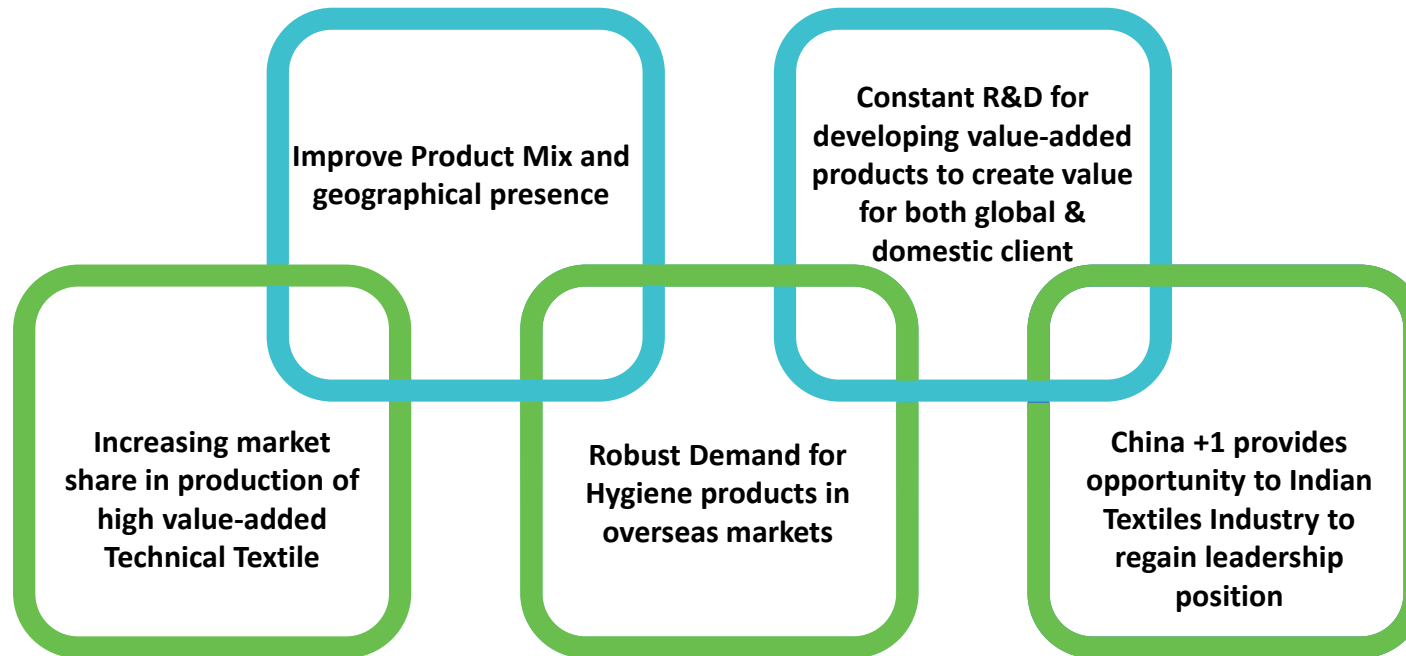 Improve Product Mix and
geographical presence
Constant R&D for
developing value-added
products to create value
for both global &
domestic client
Increasing market
share in production of
high value-added
Technical Textile
Robust Demand for
Hygiene products in
overseas markets
China +1 provides
opportunity to Indian
Textiles Industry to
regain leadership
position